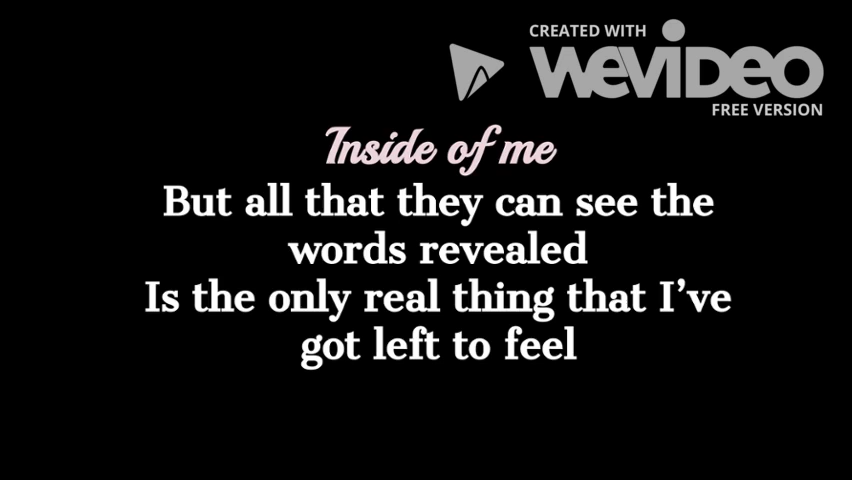 CREATED WITH
WEVIDEO
FREE VERSION
Inside of me
But all that they can see the
words revealed
Is the only real thing that I've
got left to feel